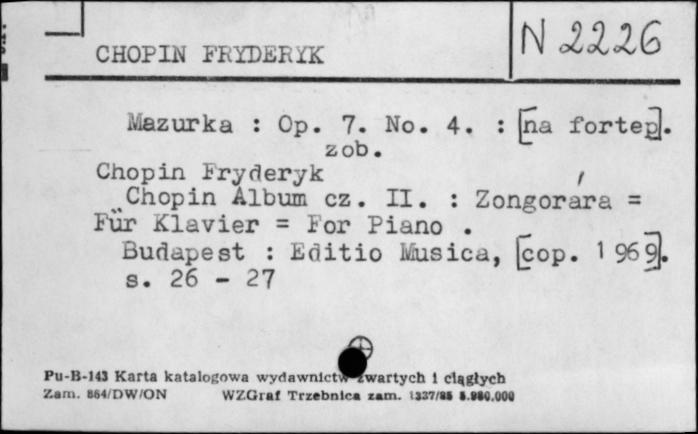 N 2226
CHOPIN FRYDERYK
Mazurka : Op. 7. No. 4. : [na fortep].
zob.
Chopin Fryderyk
Chopin Album cz. II. : Zongorára =
Für Klavier = For Piano .
Budapest : Editio Musica, [cop. 1969].
s. 26 - 27
Pu-B-143 Karta katalogowa wydawnictw zwartych i ciągłych
Zam. 864/DW/ON WZGraf Trzebnica zam. 1337/85 5.980.000